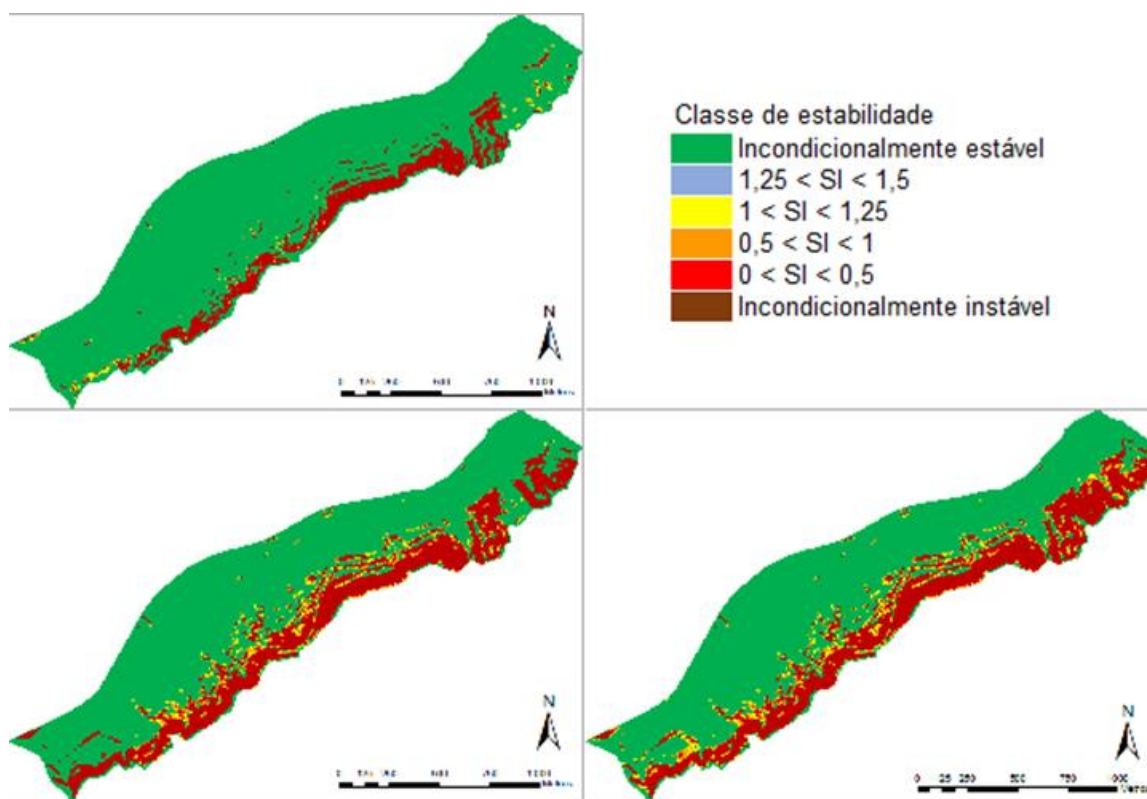 Classe de estabilidade
Incondicionalmente estável
1,25 < SI < 1,5
1 < SI < 1,25
0,5 < SI < 1
0 < SI < 0,5
Incondicionalmente instável
N
N
N